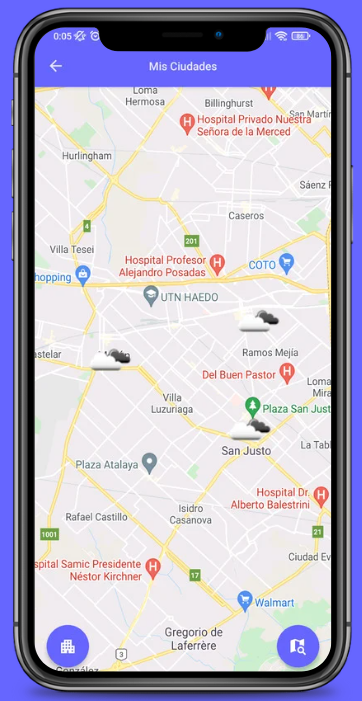 0:05
86
Mis Ciudades
Loma
Hermosa
Billinghurst
San Martín
Hospital Privado Nuestra
Señora de la Merced
Hurlingham
Sáenz P
Caseros
4
201
Villa Tesei
Hospital Profesor
Alejandro Posadas
COTO
hopping
UTN HAEDO
astelar
Ramos Mejía
Del Buen Pastor
Loma
Mira
Villa
Luzuriaga
Plaza San Just
San Justo
La Tabl
Plaza Atalaya
Hospital Dr.
Alberto Balestrini
Rafael Castillo
Isidro
Casanova
1001
21
Ciudad Ev
spital Samic Presidente
Néstor Kirchner
17
Walmart
Gregorio de
Laferrère
3
González